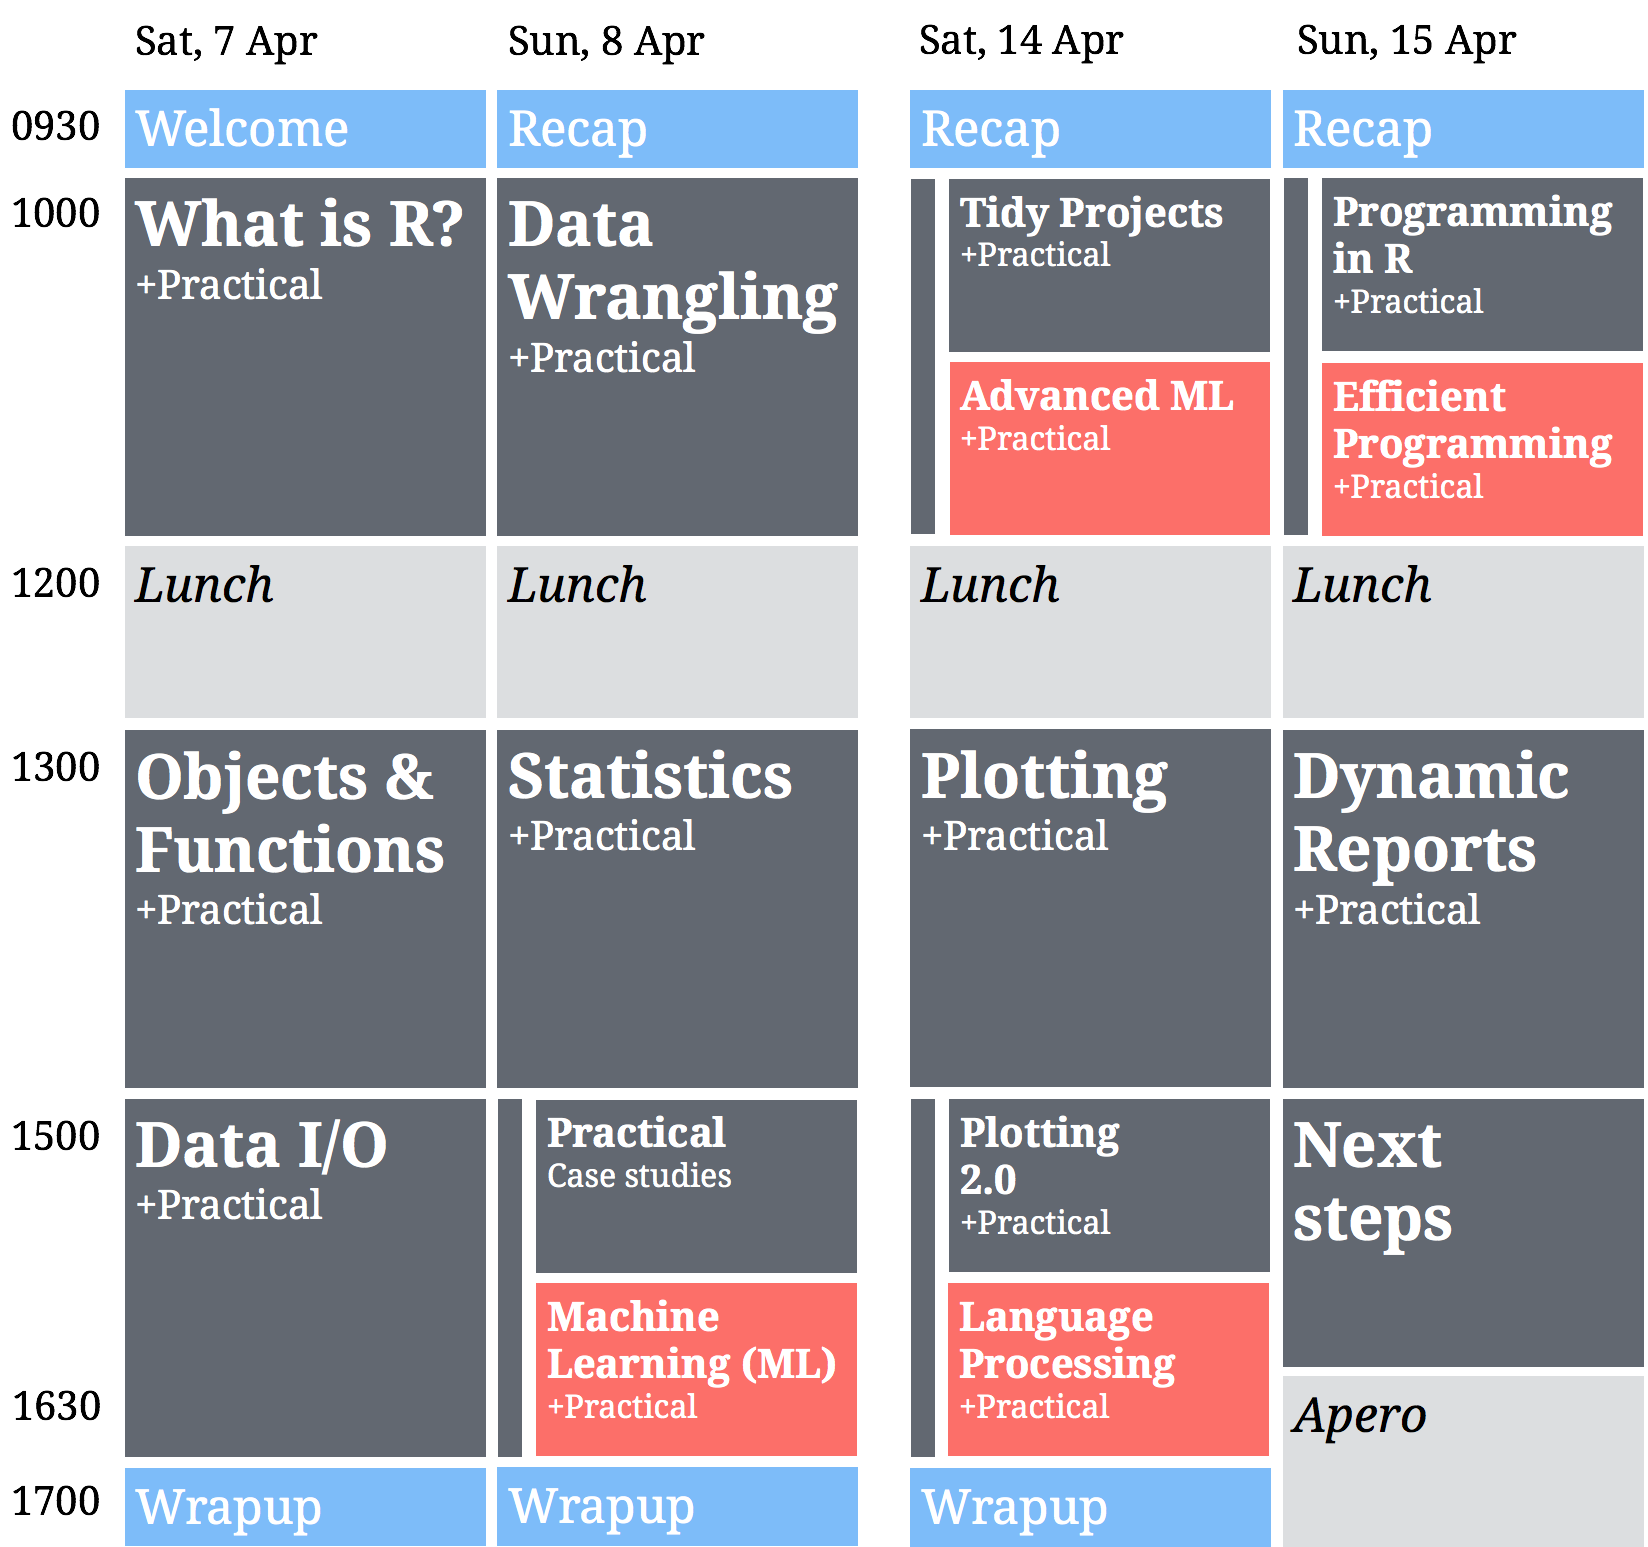 Sat, 7 Apr
Sun, 8 Apr
Sat, 14 Apr
Sun, 15 Apr
0930
Welcome
Recap
Recap
Recap
1000
What is R?
+Practical
Data
Wrangling
+Practical
Tidy Projects
+Practical
Advanced ML
+Practical
Programming
in R
+Practical
Efficient
Programming
+Practical
1200
Lunch
Lunch
Lunch
Lunch
1300
Objects &
Functions
+Practical
Statistics
+Practical
Plotting
+Practical
Dynamic
Reports
+Practical
1500
Data I/O
+Practical
Practical
Case studies
Machine
Learning (ML)
+Practical
Plotting
2.0
+Practical
Language
Processing
+Practical
Next
steps
1630
Apero
1700
Wrapup
Wrapup
Wrapup